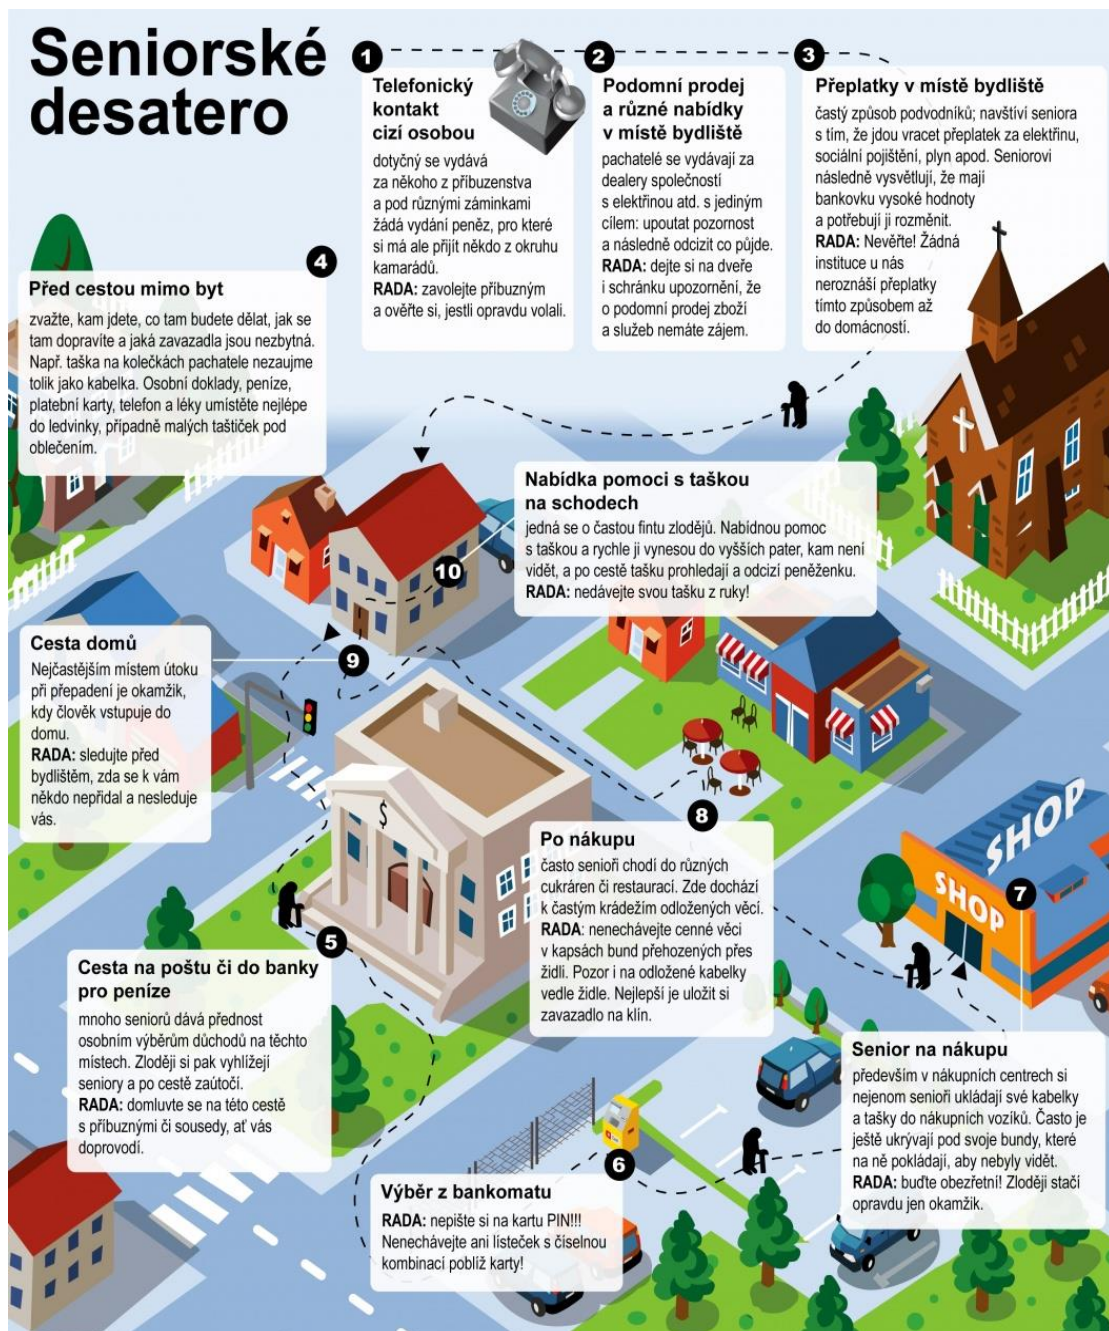 Seniorské
desatero
1
Telefonický
kontakt
cizí osobou
dotyčný se vydává
za někoho z příbuzenstva
a pod různými záminkami
žádá vydání peněz, pro které
si má ale přijít někdo z okruhu
kamarádů.
RADA: zavolejte příbuzným
a ověřte si, jestli opravdu volali.
2
Podomní prodej
a různé nabídky
v místě bydliště
pachatelé se vydávají za
dealery společností
s elektřinou atd. s jediným
cílem: upoutat pozornost
a následně odcizit co půjde.
RADA: dejte si na dveře
i schránku upozornění, že
o podomní prodej zboží
a služeb nemáte zájem.
3
Přeplatky v místě bydliště
častý způsob podvodníků; navštíví seniora
s tím, že jdou vracet přeplatek za elektřinu,
sociální pojištění, plyn apod. Seniorovi
následně vysvětlují, že mají
bankovku vysoké hodnoty
a potřebují ji rozměnit.
RADA: Nevěřte! Žádná
instituce u nás
neroznáší přeplatky
tímto způsobem až
do domácností.
4
Před cestou mimo byt
zvažte, kam jdete, co tam budete dělat, jak se
tam dopravíte a jaká zavazadla jsou nezbytná.
Např. taška na kolečkách pachatele nezaujme
tolik jako kabelka. Osobní doklady, peníze,
platební karty, telefon a léky umístěte nejlépe
do ledvinky, případně malých taštiček pod
oblečením.
Nabídka pomoci s taškou
na schodech
jedná se o častou fintu zlodějů. Nabídnou pomoc
s taškou a rychle ji vynesou do vyšších pater, kam není
vidět, a po cestě tašku prohledají a odcizí peněženku.
RADA: nedávejte svou tašku z ruky!
10
Cesta domů
Nejčastějším místem útoku
při přepadení je okamžik,
kdy člověk vstupuje do
domu.
RADA: sledujte před
bydlištěm, zda se k vám
někdo nepřidal a nesleduje
vás.
9
$
8
Po nákupu
často senioři chodí do různých
cukráren či restaurací. Zde dochází
k častým krádežím odložených věcí.
RADA: nenechávejte cenné věci
v kapsách bund přehozených přes
židli. Pozor i na odložené kabelky
vedle židle. Nejlepší je uložit si
zavazadlo na klín.
SHOP
SHOP
7
5
Cesta na poštu či do banky
pro peníze
mnoho seniorů dává přednost
osobním výběrům důchodů na těchto
místech. Zloději si pak vyhlížejí
seniory a po cestě zaútočí.
RADA: domluvte se na této cestě
s příbuznými či sousedy, ať vás
doprovodí.
Senior na nákupu
především v nákupních centrech si
nejenom senioři ukládají své kabelky
a tašky do nákupních vozíků. Často je
ještě ukrývají pod svoje bundy, které
na ně pokládají, aby nebyly vidět.
RADA: buďte obezřetní! Zloději stačí
opravdu jen okamžik.
6
Výběr z bankomatu
RADA: nepište si na kartu PIN!!!
Nenechávejte ani lísteček s číselnou
kombinací poblíž karty!